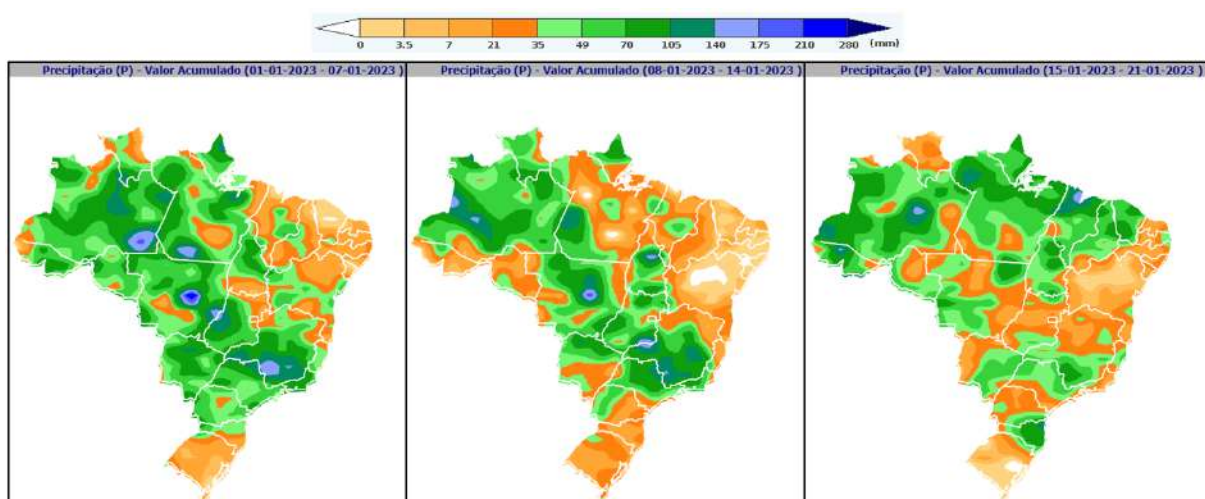 0 3.5 7 21 35 49 70 105 140 175 210 280 (mm)
Precipitação (P) - Valor Acumulado (01-01-2023 - 07-01-2023 )
Precipitação (P) - Valor Acumulado (08-01-2023 - 14-01-2023 )
Precipitação (P) - Valor Acumulado (15-01-2023 - 21-01-2023 )